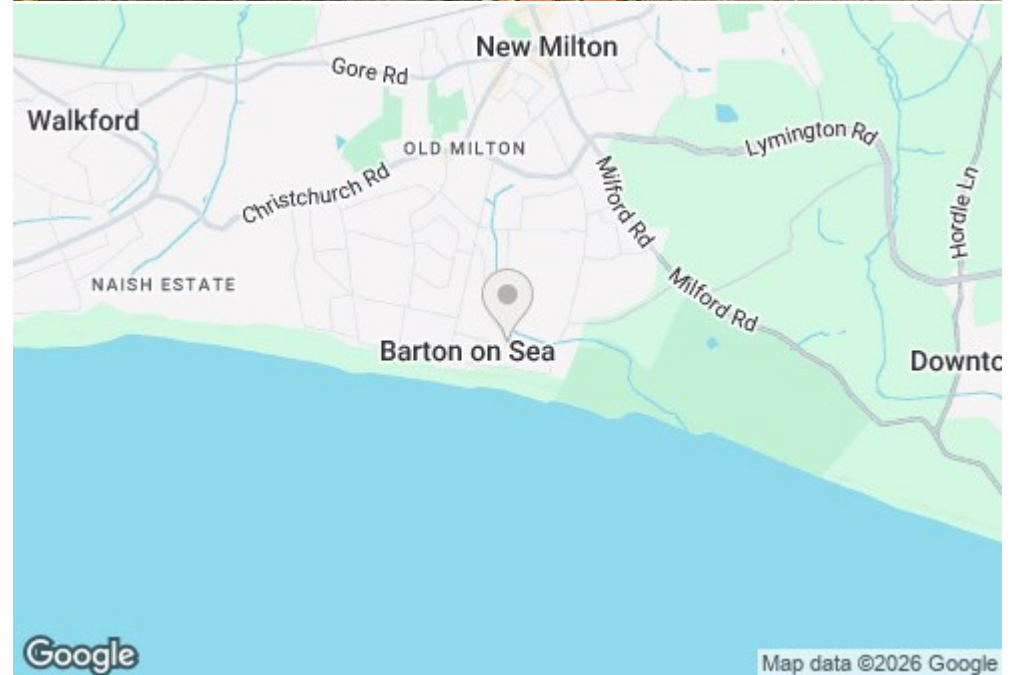 New Milton
Gore Rd
Walkford
Lymington Rd
OLD MILTON
Christchurch Rd
Milford Rd
Hordle Ln
NAISH ESTATE
Milford Rd
Barton on Sea
Downto
Google
Map data ©2026 Google